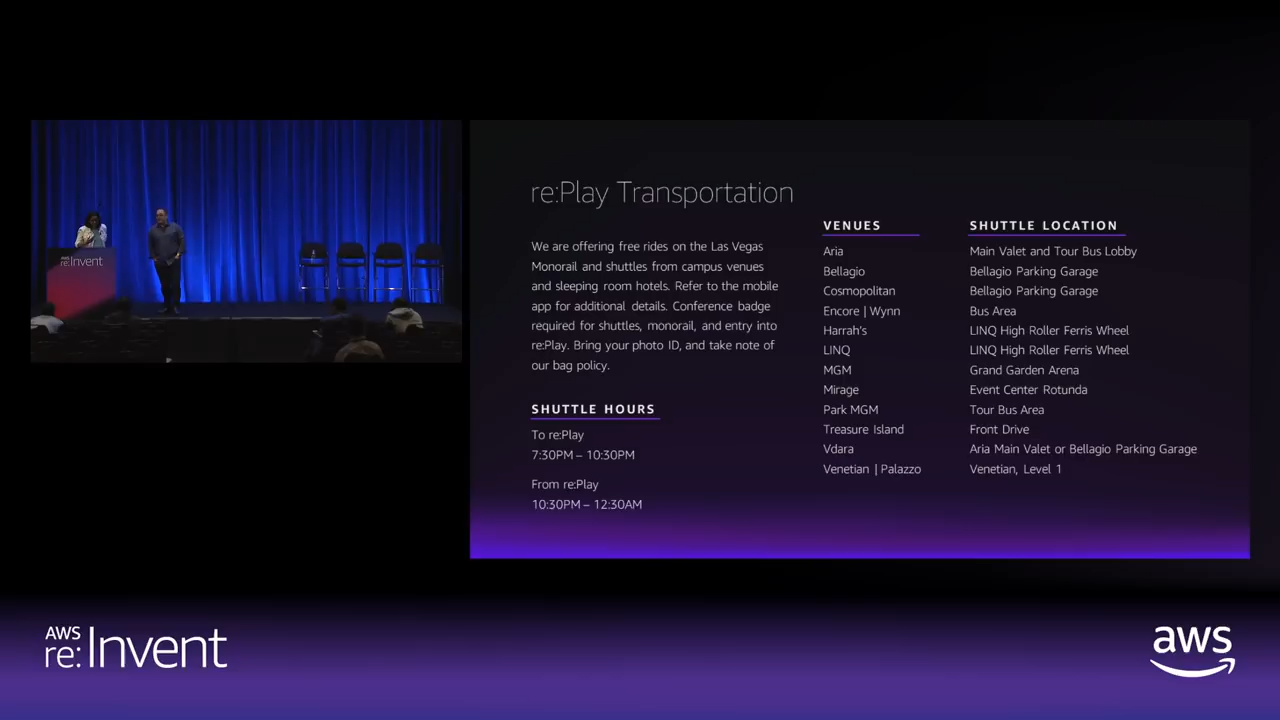 AWS
re:Invent
re:Play Transportation
We are offering free rides on the Las Vegas
Monorail and shuttles from campus venues
and sleeping room hotels. Refer to the mobile
app for additional details. Conference badge
required for shuttles, monorail, and entry into
re:Play. Bring your photo ID, and take note of
our bag policy.
SHUTTLE HOURS
To re:Play
7:30PM – 10:30PM
From re:Play
10:30PM – 12:30AM
VENUES SHUTTLE LOCATION
Aria Main Valet and Tour Bus Lobby
Bellagio Bellagio Parking Garage
Cosmopolitan Bellagio Parking Garage
Encore | Wynn Bus Area
Harrah's LINQ High Roller Ferris Wheel
LINQ LINQ High Roller Ferris Wheel
MGM Grand Garden Arena
Mirage Event Center Rotunda
Park MGM Tour Bus Area
Treasure Island Front Drive
Vdara Aria Main Valet or Bellagio Parking Garage
Venetian | Palazzo Venetian, Level 1
AWS
re:Invent
aws